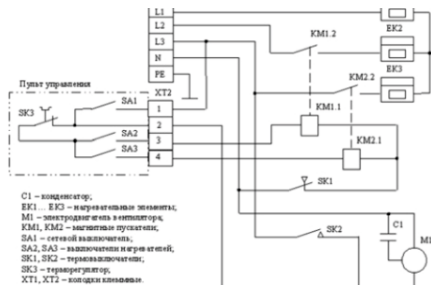 L1
L2
EK2
L3
KM1.2
N
EK3
PE
KM2.2
Пульт управления
XT2
SA1
SK3
1
KM1.1
2
SA2
3
SA3
4
KM2.1
SK1
C1 – конденсатор;
EK1... EK3 – нагревательные элементы;
M1 – электродвигатель вентилятора;
KM1, KM2 – магнитные пускатели;
SA1 – сетевой выключатель;
SA2, SA3 – выключатели нагревателей;
SK1, SK2 – термовыключатели;
SK3 – терморегулятор;
XT1, XT2 – колодки клеммные.
SK2
C1
M1